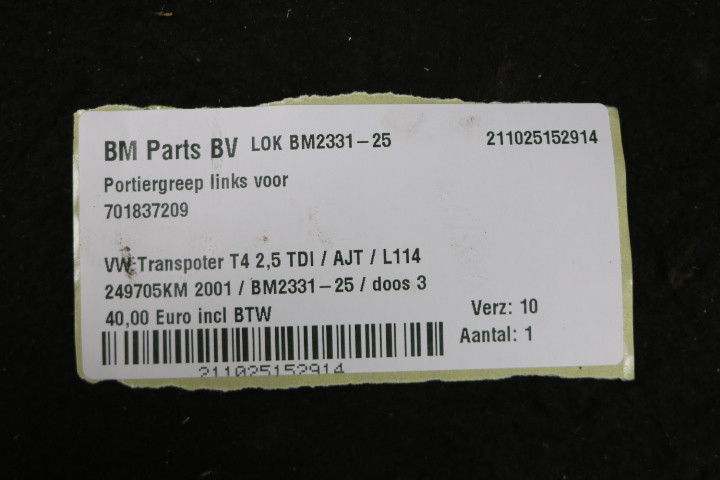 BM Parts BV LOK BM2331-25 211025152914
Portiergreep links voor
701837209
VW Transpoter T4 2,5 TDI / AJT / L114
249705KM 2001 / BM2331-25 / doos 3
40,00 Euro incl BTW Verz: 10
Aantal: 1
211025152914